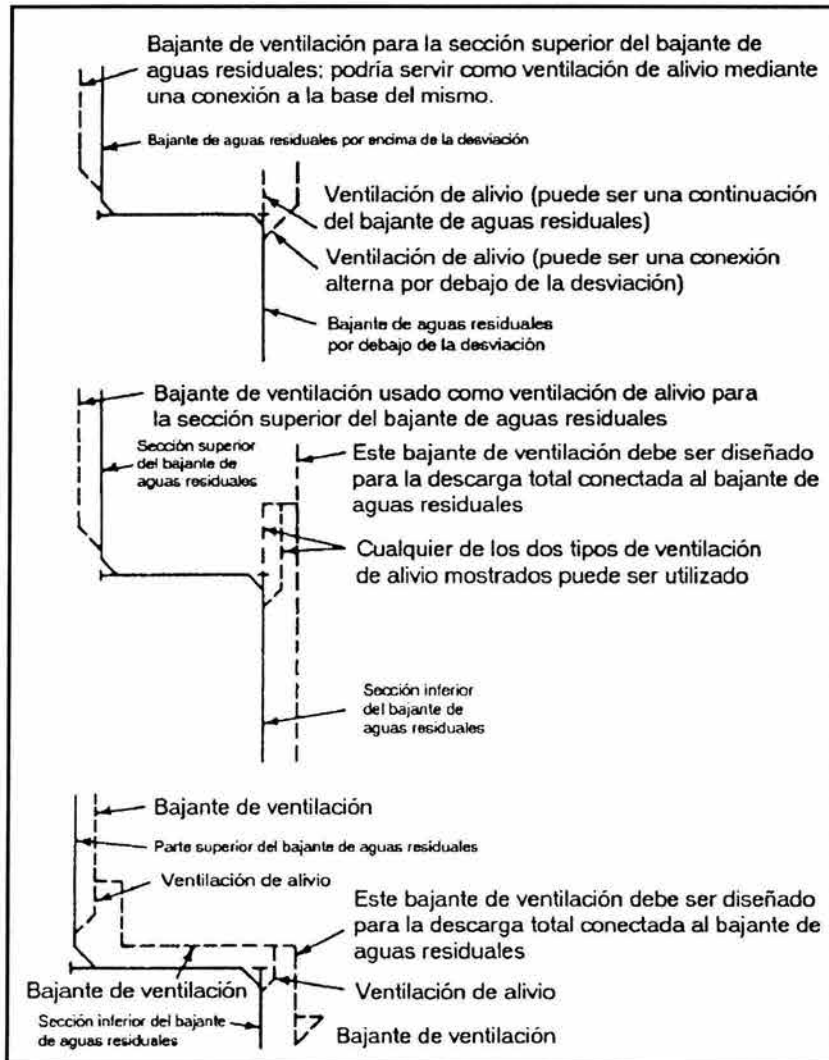 Bajante de ventilación para la sección superior del bajante de
aguas residuales; podría servir como ventilación de alivio mediante
una conexión a la base del mismo.
Bajante de aguas residuales por encima de la desviación
Ventilación de alivio (puede ser una continuación
del bajante de aguas residuales)
Ventilación de alivio (puede ser una conexión
alterna por debajo de la desviación)
Bajante de aguas residuales
por debajo de la desviación
Bajante de ventilación usado como ventilación de alivio para
la sección superior del bajante de aguas residuales
Sección superior
del bajante de
aguas residuales
Este bajante de ventilación debe ser diseñado
para la descarga total conectada al bajante de
aguas residuales
Cualquier de los dos tipos de ventilación
de alivio mostrados puede ser utilizado
Sección inferior
del bajante de
aguas residuales
Bajante de ventilación
Parte superior del bajante de aguas residuales
Ventilación de alivio
Este bajante de ventilación debe ser diseñado
para la descarga total conectada al bajante de
aguas residuales
Bajante de ventilación
Ventilación de alivio
Sección inferior del bajante
de aguas residuales
Bajante de ventilación